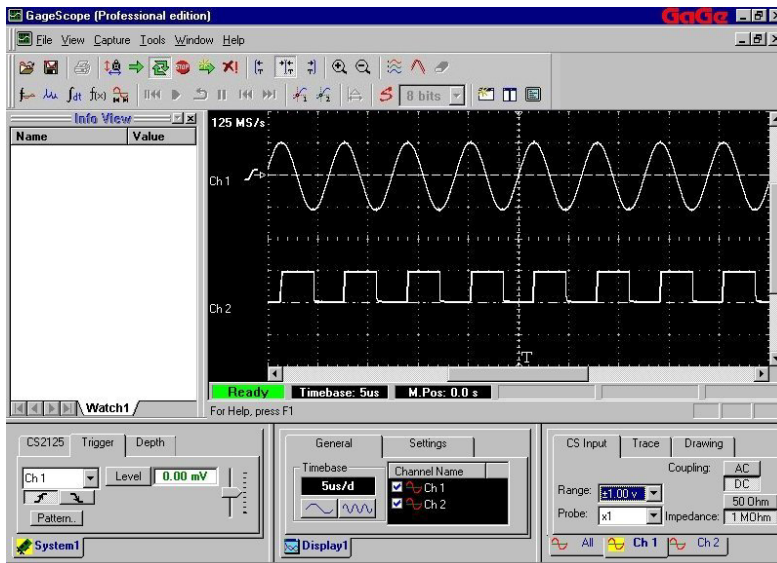 GageScope (Professional edition)
GaGe
File View Capture Tools Window Help
8 bits
Info View
Name Value
Watch1
125 MS/s
Ch 1
Ch 2
T
Ready Timebase: 5us M.Pos: 0.0 s
For Help, press F1
CS2125 Trigger Depth
Ch 1 Level 0.00 mV
Pattern..
System1
General Settings
Timebase
5us/d
Channel Name
Ch 1
Ch 2
Display1
CS Input Trace Drawing
Coupling: AC
DC
Range: ±1.00 v
50 Ohm
Probe: x1 Impedance: 1 MOhm
All Ch 1 Ch 2